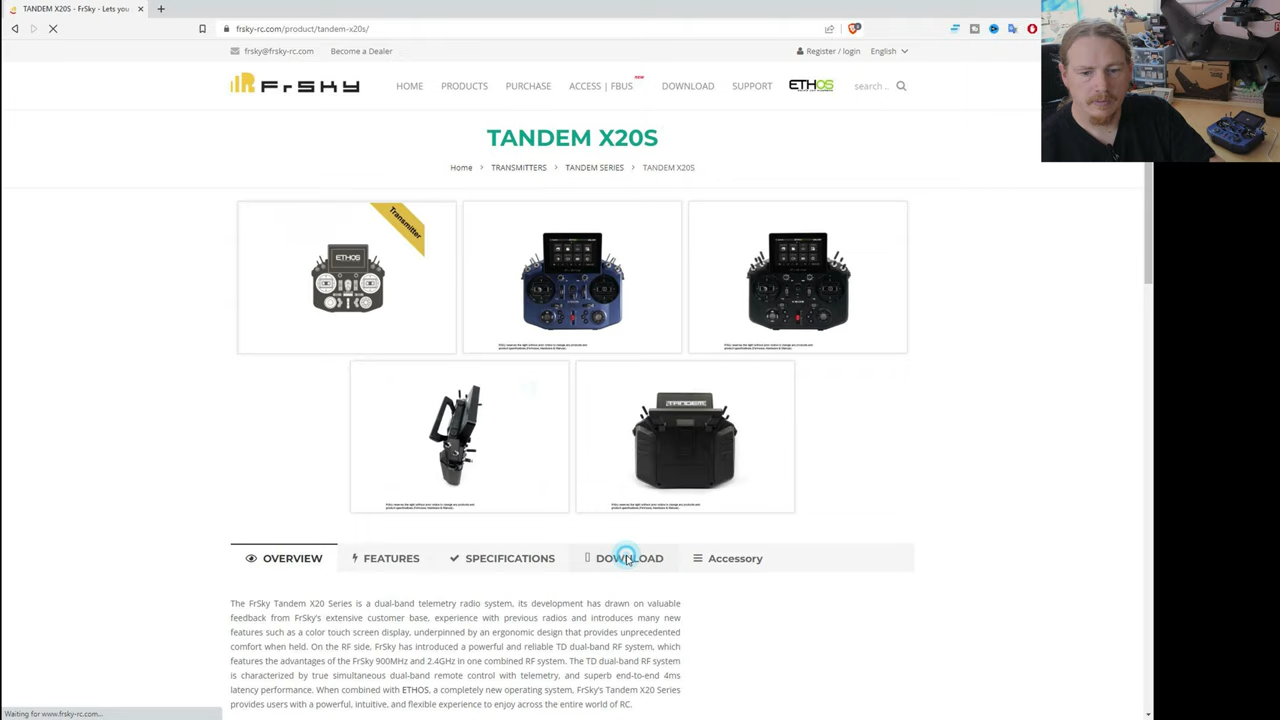 TANDEM X20S - FrSky - Lets you
frsky-rc.com/product/tandem-x20s/
frsky@frsky-rc.com Become a Dealer Register / login English
FrSky HOME PRODUCTS PURCHASE ACCESS | FBUS new DOWNLOAD SUPPORT ETHOS search ..
TANDEM X20S
Home > TRANSMITTERS > TANDEM SERIES > TANDEM X20S
Transmitter
ETHOS
TANDEM
OVERVIEW FEATURES SPECIFICATIONS DOWNLOAD Accessory
The FrSky Tandem X20 Series is a dual-band telemetry radio system, its development has drawn on valuable
feedback from FrSky's extensive customer base, experience with previous radios and introduces many new
features such as a color touch screen display, underpinned by an ergonomic design that provides unprecedented
comfort when held. On the RF side, FrSky has introduced a powerful and reliable TD dual-band RF system, which
features the advantages of the FrSky 900MHz and 2.4GHz in one combined RF system. The TD dual-band RF system
is characterized by true simultaneous dual-band remote control with telemetry, and superb end-to-end 4ms
latency performance. When combined with ETHOS, a completely new operating system, FrSky's Tandem X20 Series
provides users with a powerful, intuitive, and flexible experience to enjoy across the entire world of RC.
Waiting for www.frsky-rc.com...